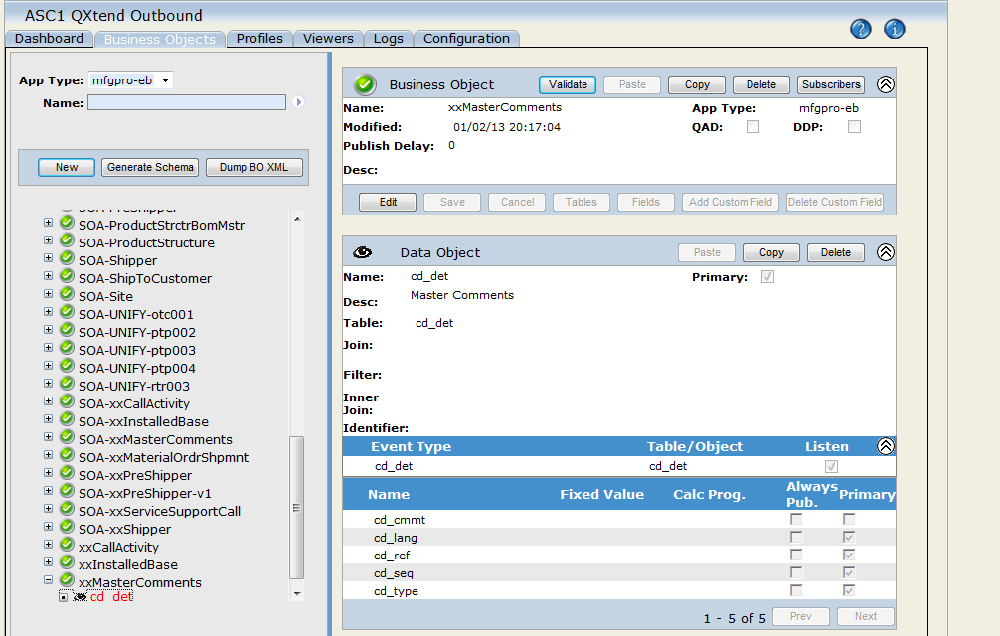 ASC1 QXtend Outbound
Dashboard Business Objects Profiles Viewers Logs Configuration
App Type: mfgpro-eb
Name:
New Generate Schema Dump BO XML
SOA-PreShipper
SOA-ProductStrctrBomMstr
SOA-ProductStructure
SOA-Shipper
SOA-ShipToCustomer
SOA-Site
SOA-UNIFY-otc001
SOA-UNIFY-ptp002
SOA-UNIFY-ptp003
SOA-UNIFY-ptp004
SOA-UNIFY-rtr003
SOA-xxCallActivity
SOA-xxInstalledBase
SOA-xxMasterComments
SOA-xxMaterialOrdrShpmnt
SOA-xxPreShipper
SOA-xxPreShipper-v1
SOA-xxServiceSupportCall
SOA-xxShipper
xxCallActivity
xxInstalledBase
xxMasterComments
cd_det
Business Object Validate Paste Copy Delete Subscribers
Name: xxMasterComments App Type: mfgpro-eb
Modified: 01/02/13 20:17:04 QAD: DDP:
Publish Delay: 0
Desc:
Edit Save Cancel Tables Fields Add Custom Field Delete Custom Field
Data Object Paste Copy Delete
Name: cd_det Primary:
Desc: Master Comments
Table: cd_det
Join:
Filter:
Inner
Join:
Identifier:
Event Type Table/Object Listen
cd_det cd_det
Name Fixed Value Calc Prog. Always Pub. Primary
cd_cmmt
cd_lang
cd_ref
cd_seq
cd_type
1 - 5 of 5 Prev Next